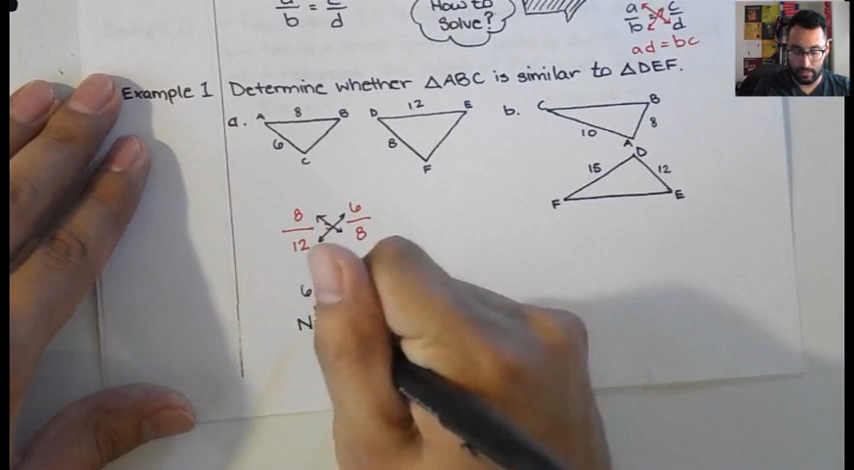 a/b = c/d
How to
Solve?
a/b = c/d
ad = bc
Example 1 Determine whether △ABC is similar to △DEF.
a. A 8 B
6
C
D 12 E
8
F
b. C B
10 8
A
D
15 12
F E
8/12 6/8
6
N